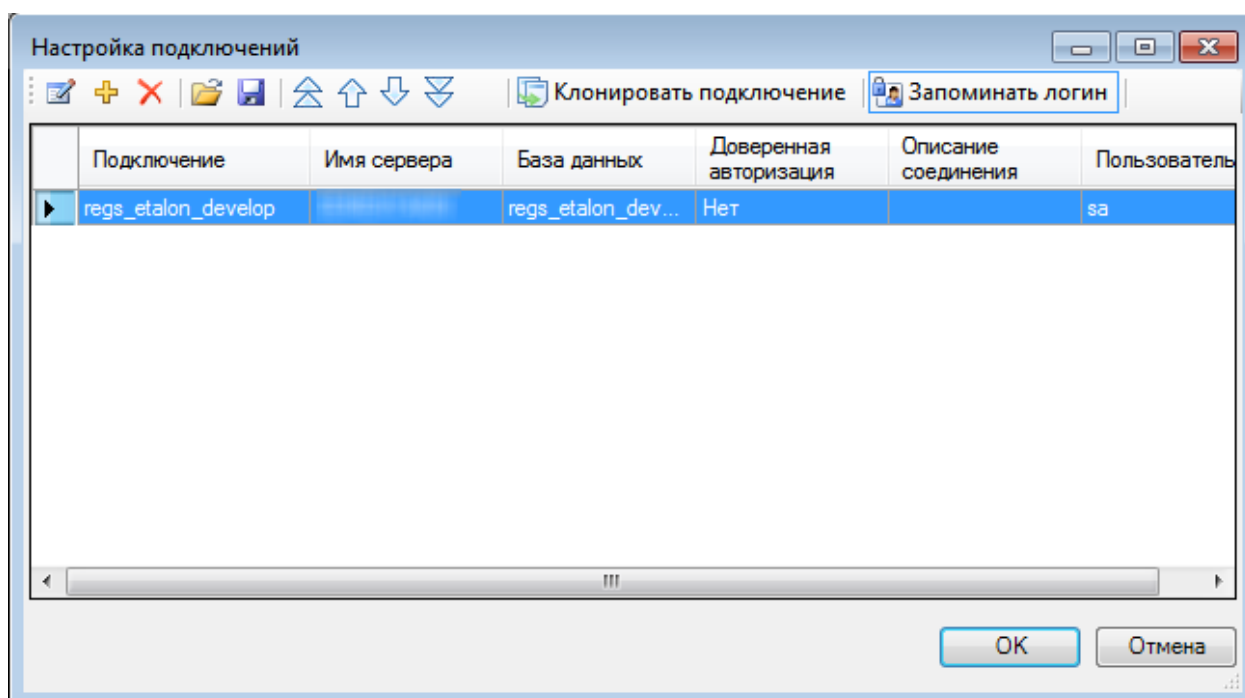 Настройка подключений
Клонировать подключение Запоминать логин
Подключение Имя сервера База данных Доверенная авторизация Описание соединения Пользователь
regs_etalon_develop regs_etalon_dev... Нет sa
OK Отмена